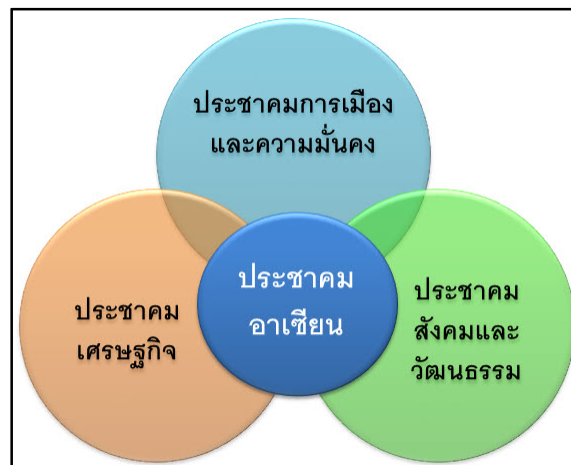 ประชาคมการเมือง
และความมั่นคง
ประชาคม
เศรษฐกิจ
ประชาคม
อาเซียน
ประชาคม
สังคมและ
วัฒนธรรม